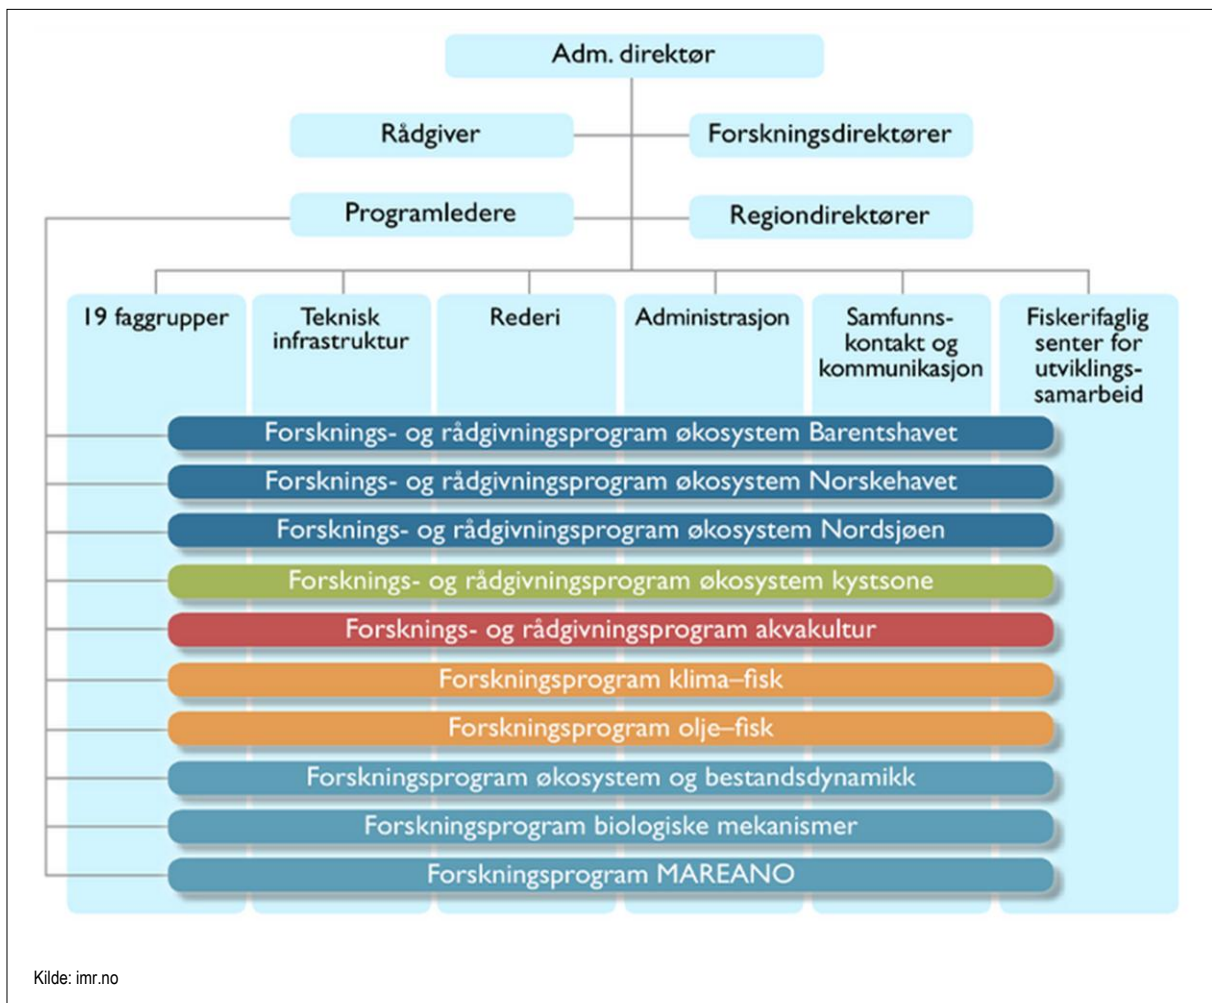 Adm. direktør
Rådgiver
Forskningsdirektører
Programledere
Regiondirektører
19 faggrupper
Teknisk
infrastruktur
Rederi
Administrasjon
Samfunns-
kontakt og
kommunikasjon
Fiskerifaglig
senter for
utviklings-
samarbeid
Forsknings- og rådgivningsprogram økosystem Barentshavet
Forsknings- og rådgivningsprogram økosystem Norskehavet
Forsknings- og rådgivningsprogram økosystem Nordsjøen
Forsknings- og rådgivningsprogram økosystem kystsone
Forsknings- og rådgivningsprogram akvakultur
Forskningsprogram klima–fisk
Forskningsprogram olje–fisk
Forskningsprogram økosystem og bestandsdynamikk
Forskningsprogram biologiske mekanismer
Forskningsprogram MAREANO
Kilde: imr.no